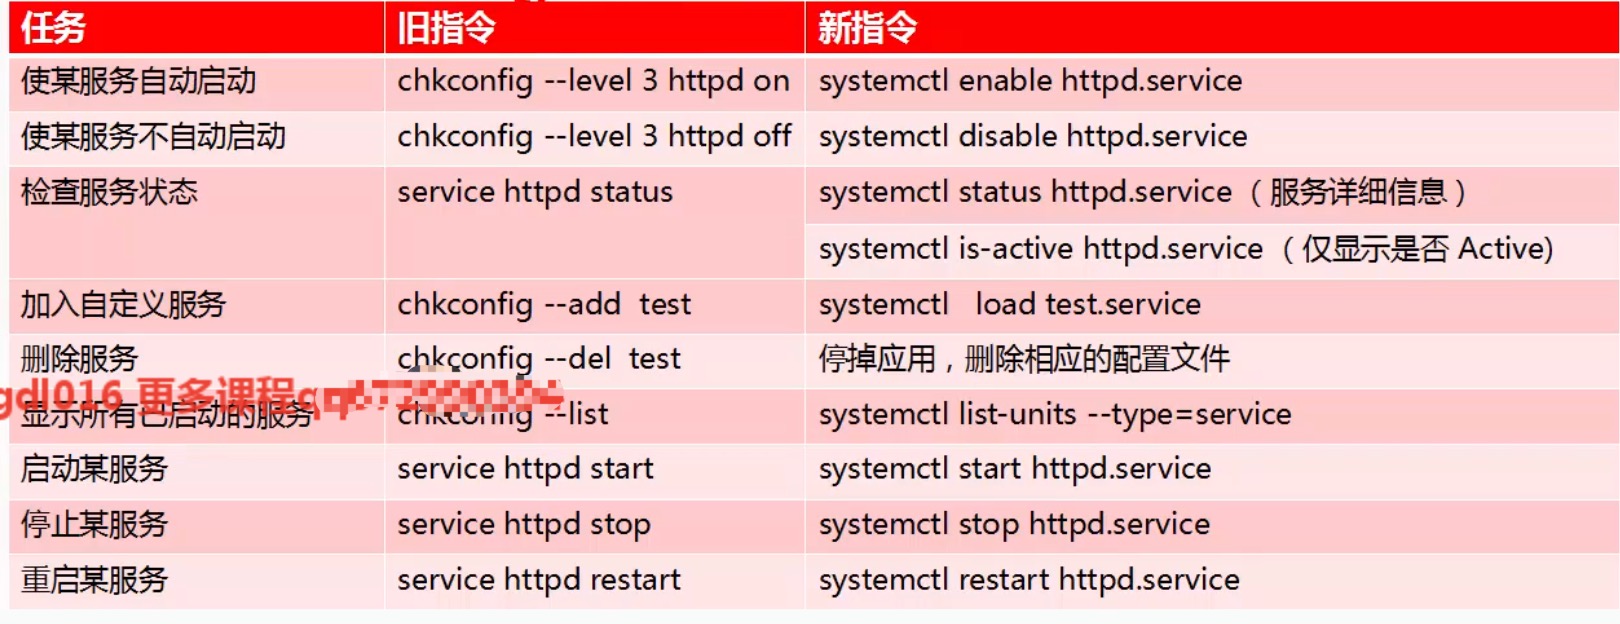 任务 旧指令 新指令
使某服务自动启动 chkconfig --level 3 httpd on systemctl enable httpd.service
使某服务不自动启动 chkconfig --level 3 httpd off systemctl disable httpd.service
检查服务状态 service httpd status systemctl status httpd.service （服务详细信息）
systemctl is-active httpd.service （仅显示是否 Active)
加入自定义服务 chkconfig --add test systemctl load test.service
删除服务 chkconfig --del test 停掉应用，删除相应的配置文件
gdl016 更多课程qq
显示所有已启动的服务 chkconfig --list systemctl list-units --type=service
启动某服务 service httpd start systemctl start httpd.service
停止某服务 service httpd stop systemctl stop httpd.service
重启某服务 service httpd restart systemctl restart httpd.service